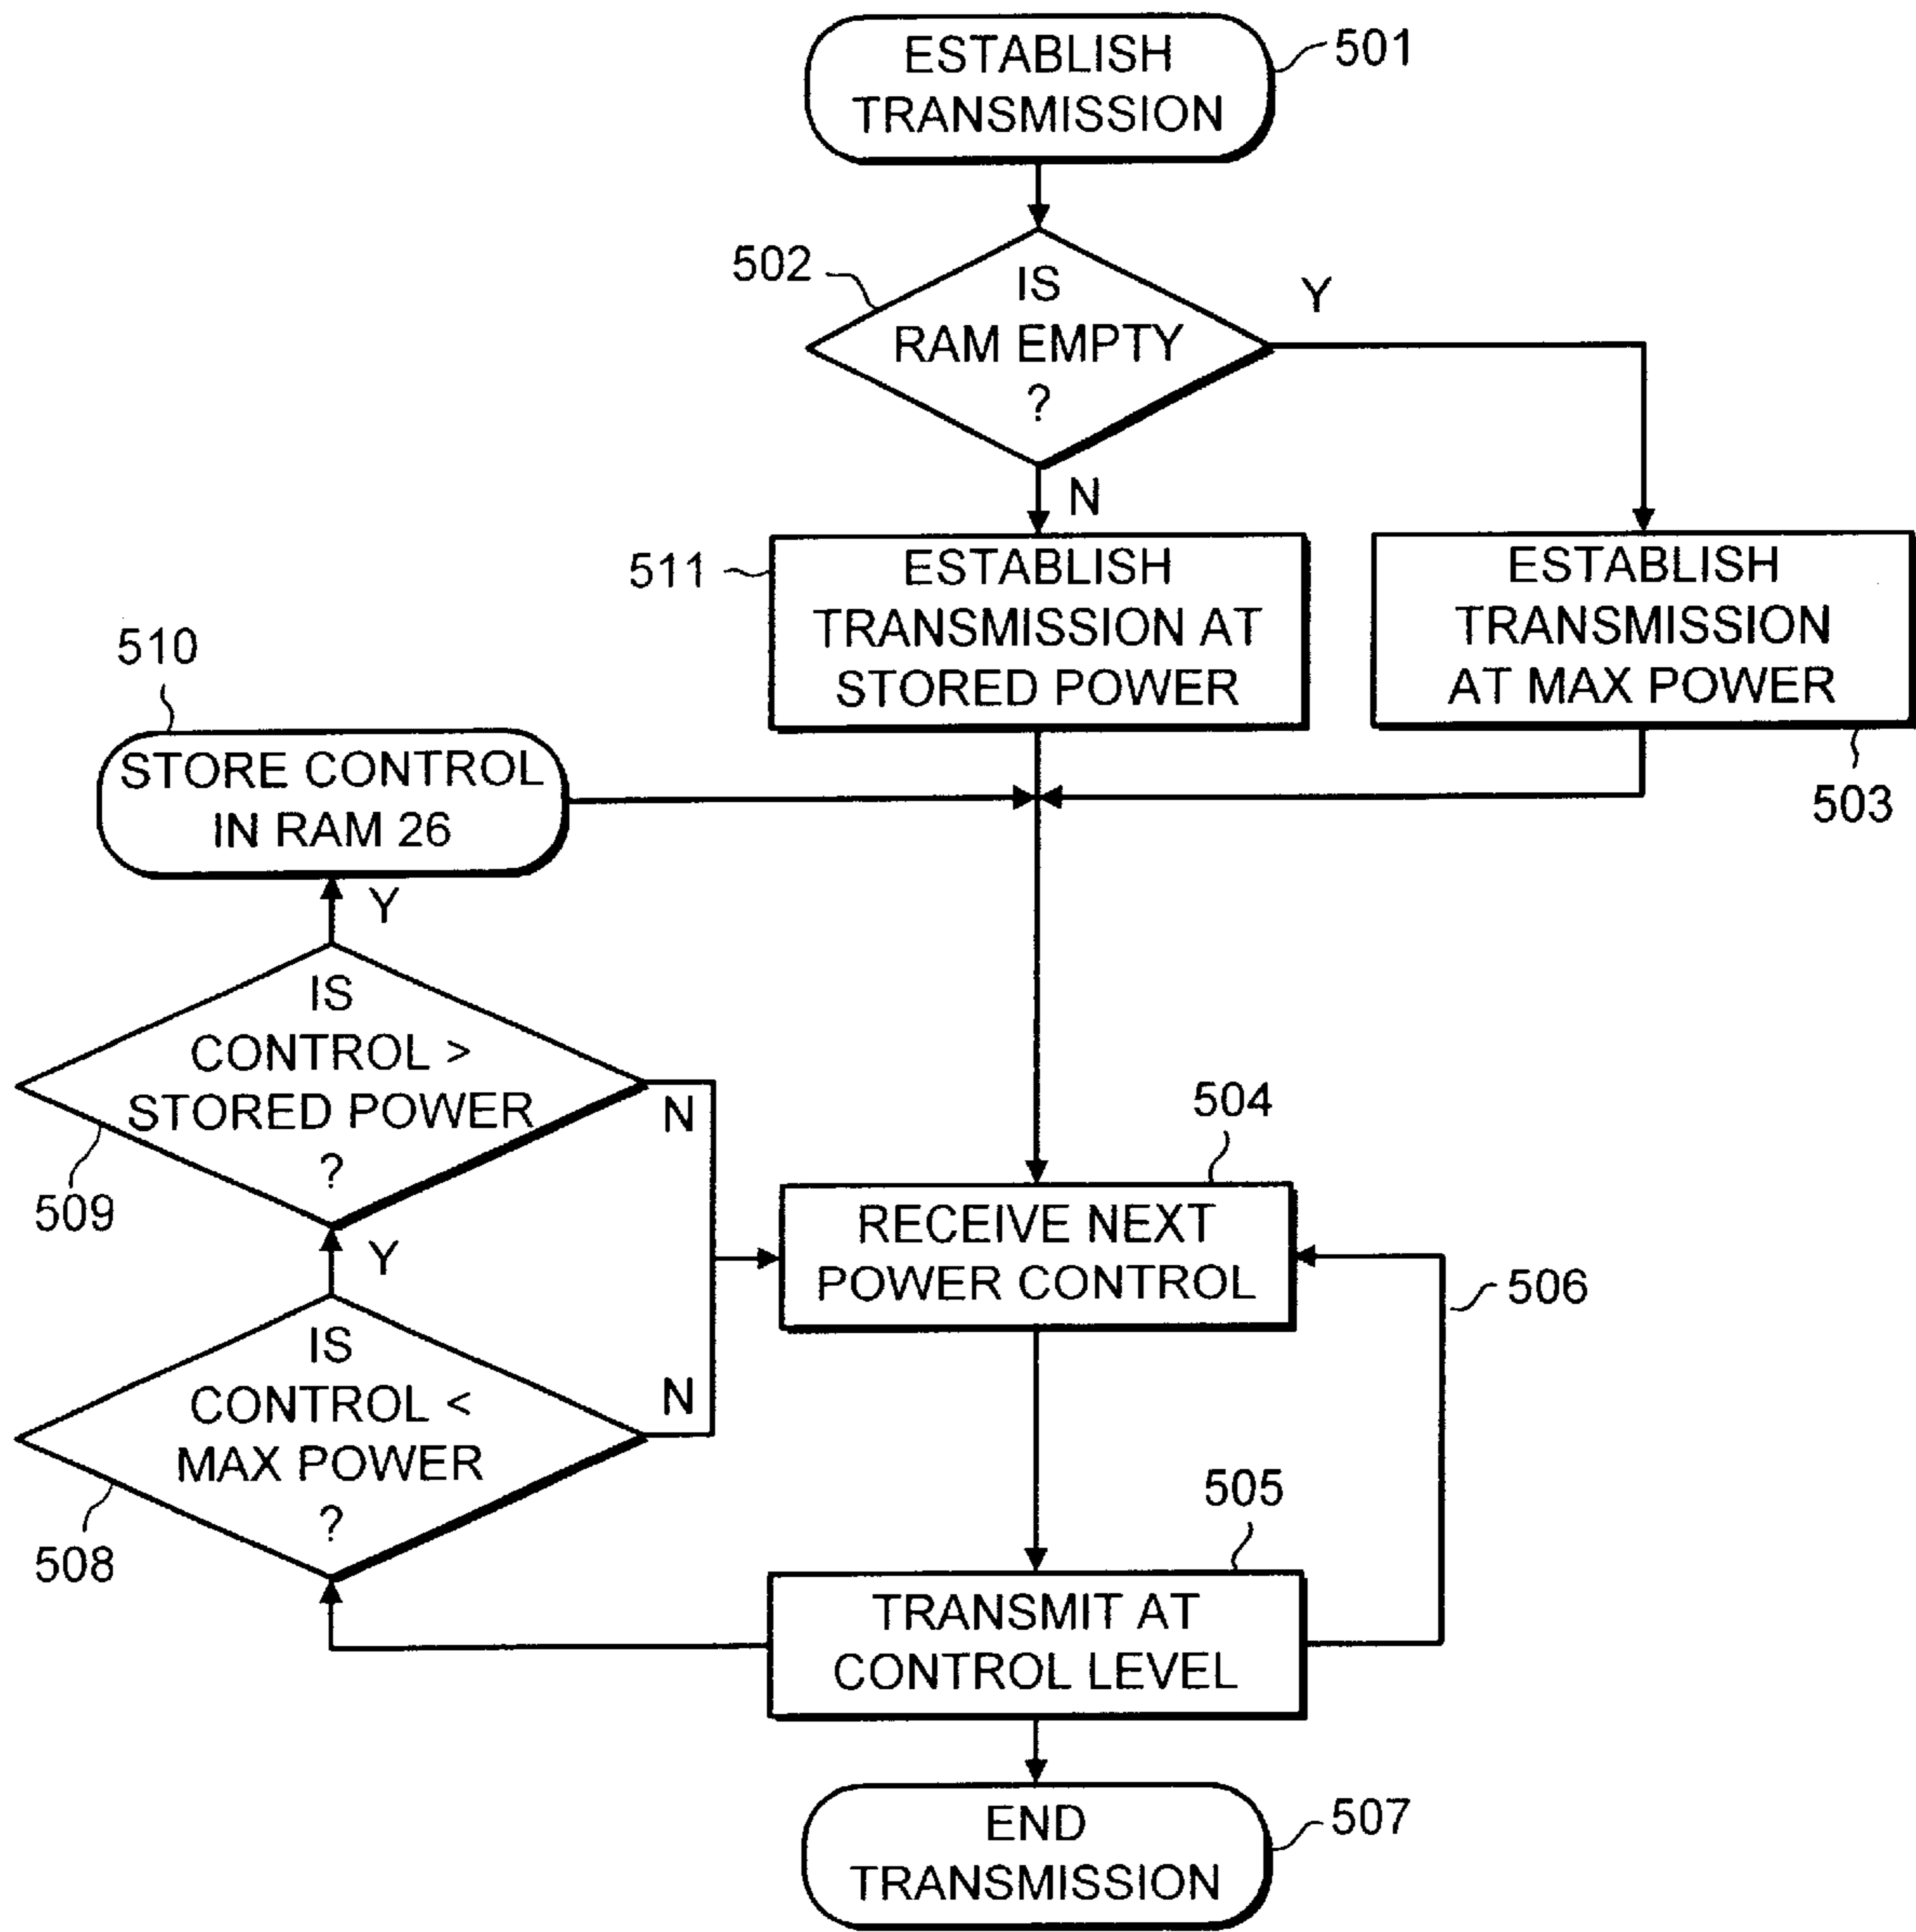 ESTABLISH
TRANSMISSION
501
502
IS
RAM EMPTY
?
Y
N
511
ESTABLISH
TRANSMISSION AT
STORED POWER
ESTABLISH
TRANSMISSION
AT MAX POWER
503
510
STORE CONTROL
IN RAM 26
Y
IS
CONTROL >
STORED POWER
?
N
509
504
RECEIVE NEXT
POWER CONTROL
506
Y
IS
CONTROL <
MAX POWER
?
N
508
505
TRANSMIT AT
CONTROL LEVEL
END
TRANSMISSION
507